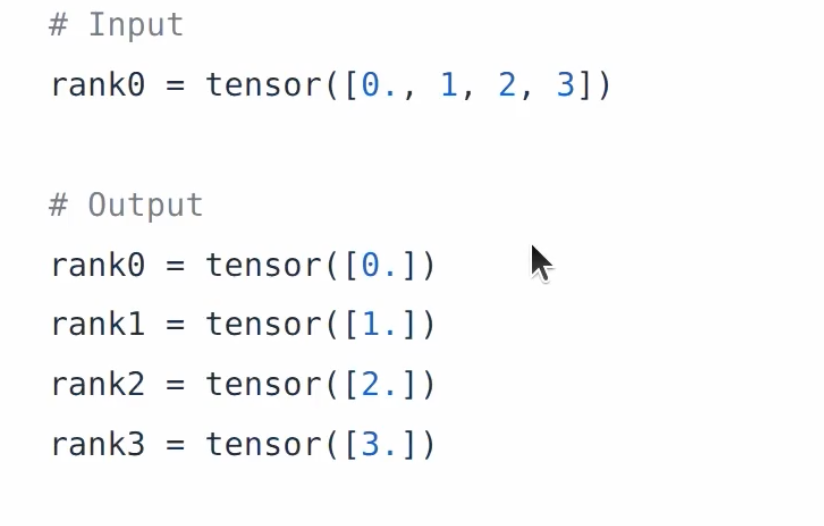 # Input
rank0 = tensor([0., 1, 2, 3])
# Output
rank0 = tensor([0.])
rank1 = tensor([1.])
rank2 = tensor([2.])
rank3 = tensor([3.])